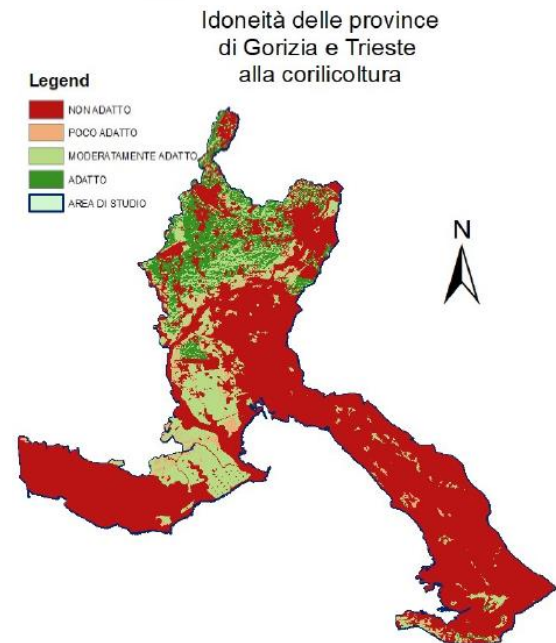 Idoneità delle province
di Gorizia e Trieste
alla corilicoltura
Legend
NON ADATTO
POCO ADATTO
MODERATAMENTE ADATTO
ADATTO
AREA DI STUDIO
N